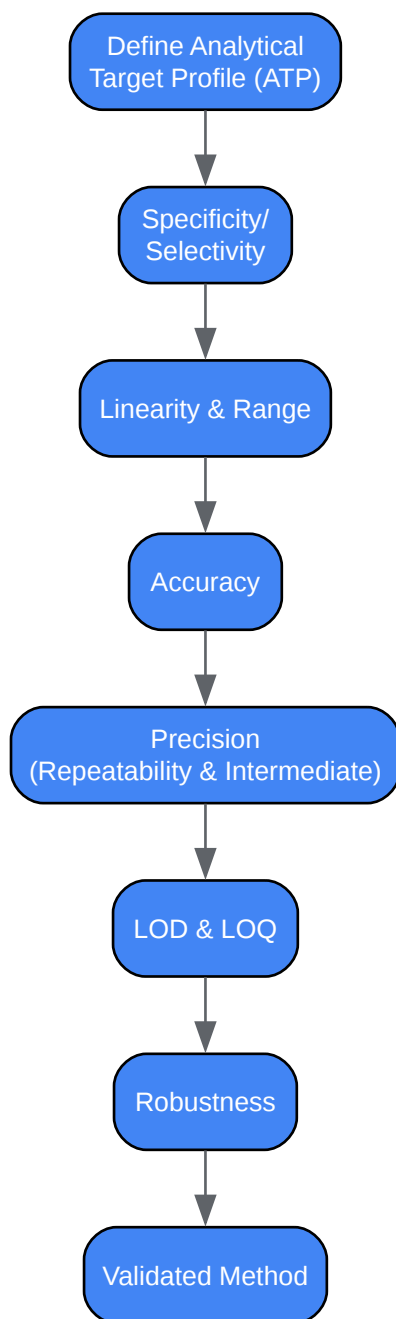 Define Analytical
Target Profile (ATP)
Specificity/
Selectivity
Linearity & Range
Accuracy
Precision
(Repeatability & Intermediate)
LOD & LOQ
Robustness
Validated Method